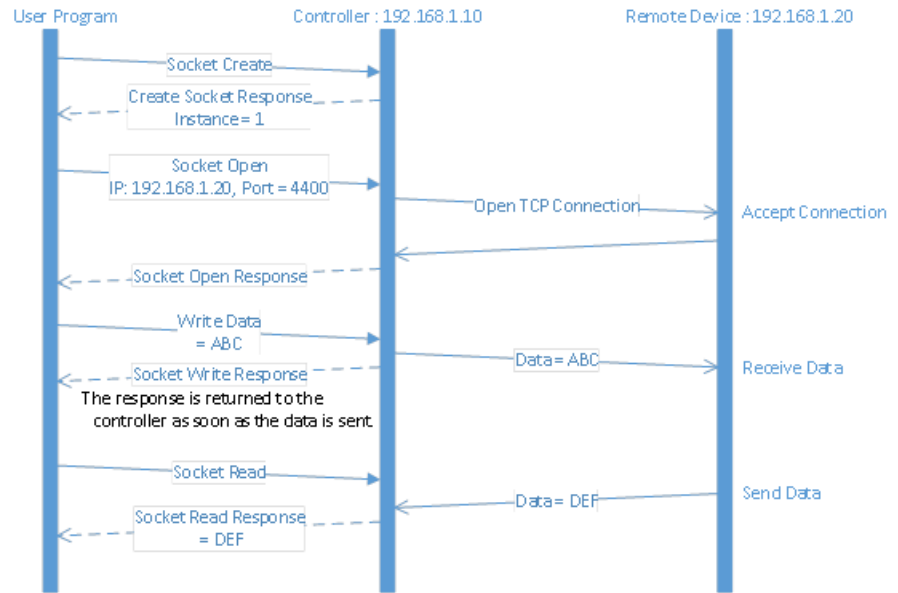 User Program
Controller : 192.168.1.10
Remote Device : 192.168.1.20
Socket Create
Create Socket Response
Instance = 1
Socket Open
IP: 192.168.1.20, Port = 4400
Open TCP Connection
Accept Connection
Socket Open Response
Write Data
= ABC
Data = ABC
Receive Data
Socket Write Response
The response is returned to the
controller as soon as the data is sent.
Socket Read
Send Data
Data = DEF
Socket Read Response
= DEF